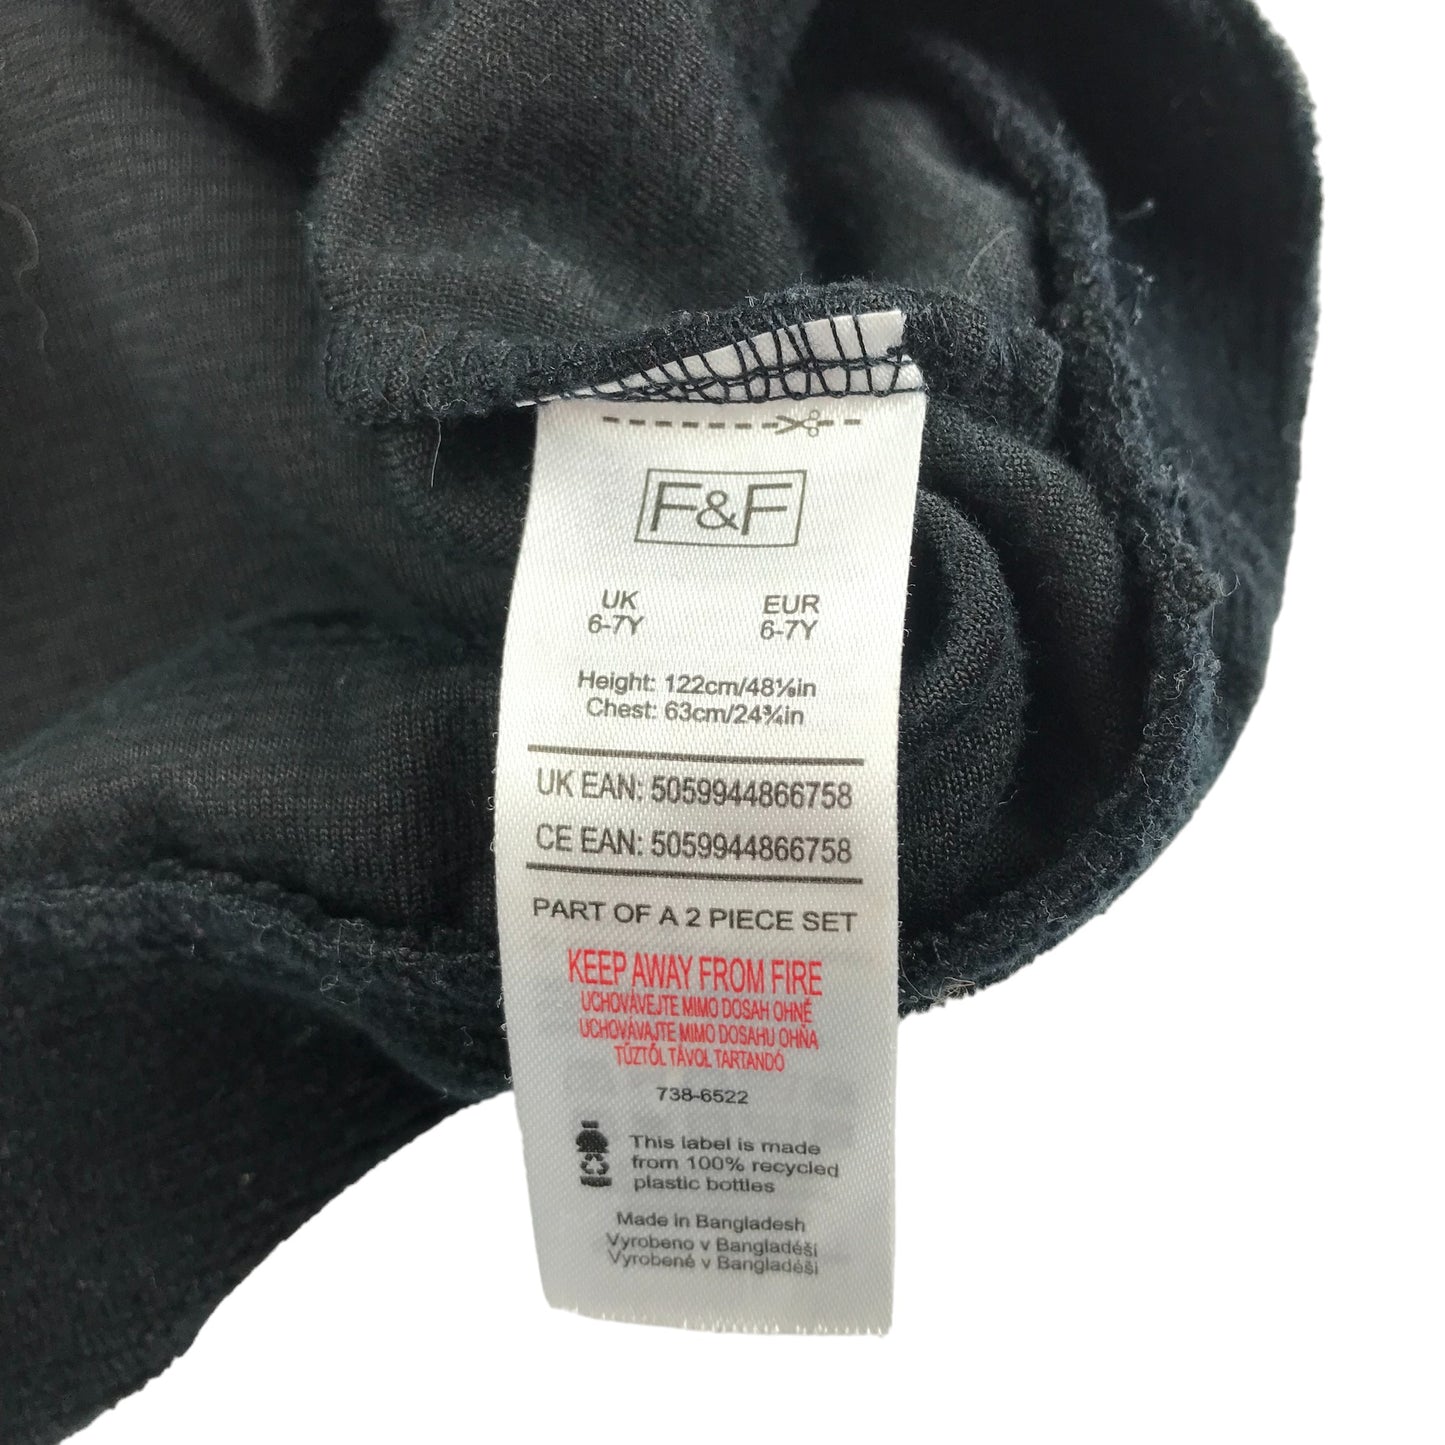 F&F
UK EUR
6-7Y 6-7Y
Height: 122cm/48⅛in
Chest: 63cm/24¾in
UK EAN: 5059944866758
CE EAN: 5059944866758
PART OF A 2 PIECE SET
KEEP AWAY FROM FIRE
UCHOVÁVEJTE MIMO DOSAH OHNĚ
UCHOVÁVAJTE MIMO DOSAHU OHŇA
TŰZTŐL TÁVOL TARTANDÓ
738-6522
This label is made
from 100% recycled
plastic bottles
Made in Bangladesh
Vyrobeno v Bangladéši
Vyrobené v Bangladéši